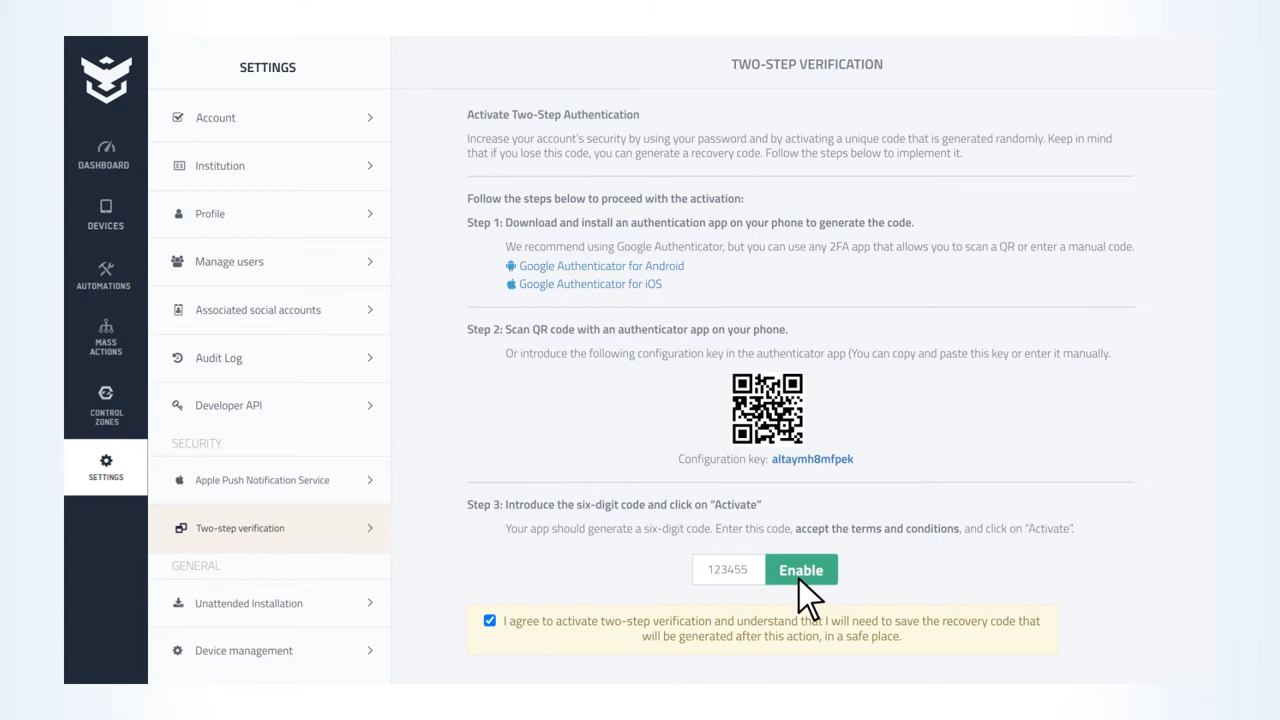 DASHBOARD
DEVICES
AUTOMATIONS
MASS
ACTIONS
CONTROL
ZONES
SETTINGS
SETTINGS
Account
Institution
Profile
Manage users
Associated social accounts
Audit Log
Developer API
SECURITY
Apple Push Notification Service
Two-step verification
GENERAL
Unattended Installation
Device management
TWO-STEP VERIFICATION
Activate Two-Step Authentication
Increase your account's security by using your password and by activating a unique code that is generated randomly. Keep in mind
that if you lose this code, you can generate a recovery code. Follow the steps below to implement it.
Follow the steps below to proceed with the activation:
Step 1: Download and install an authentication app on your phone to generate the code.
We recommend using Google Authenticator, but you can use any 2FA app that allows you to scan a QR or enter a manual code.
Google Authenticator for Android
Google Authenticator for iOS
Step 2: Scan QR code with an authenticator app on your phone.
Or introduce the following configuration key in the authenticator app (You can copy and paste this key or enter it manually.
Configuration key: altaymh8mfpek
Step 3: Introduce the six-digit code and click on “Activate”
Your app should generate a six-digit code. Enter this code, accept the terms and conditions, and click on “Activate”.
123455 Enable
I agree to activate two-step verification and understand that I will need to save the recovery code that
will be generated after this action, in a safe place.